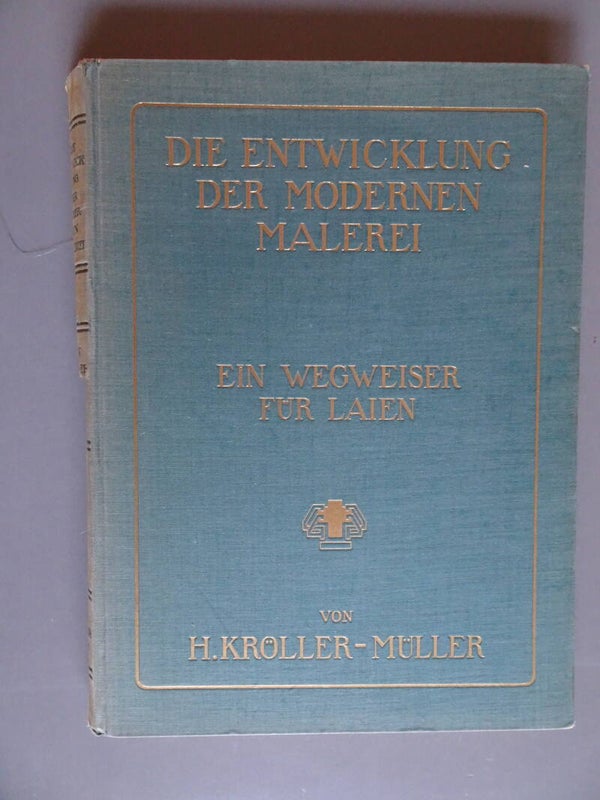 DIE ENTWICKLUNG
DER MODERNEN
MALEREI
EIN WEGWEISER
FÜR LAIEN
VON
H. KRÖLLER-MÜLLER